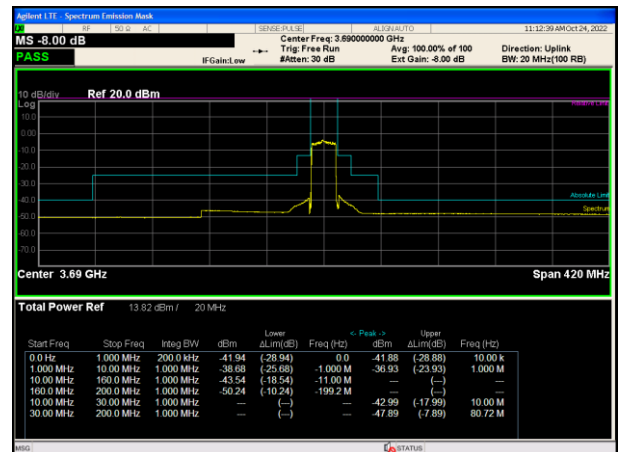 Agilent LTE - Spectrum Emission Mask
RF 50 Ω AC SENSE:PULSE ALIGN AUTO 11:12:39 AM Oct 24, 2022
MS -8.00 dB Center Freq: 3.690000000 GHz
Trig: Free Run Avg: 100.00% of 100 Direction: Uplink
PASS IFGain:Low #Atten: 30 dB Ext Gain: -8.00 dB BW: 20 MHz(100 RB)
10 dB/div Ref 20.0 dBm
Log Relative Limit
10.0
0.00
-10.0
-20.0
-30.0
Absolute Limit
-40.0
Spectrum
-50.0
-60.0
-70.0
Center 3.69 GHz Span 420 MHz
Total Power Ref 13.82 dBm / 20 MHz
Lower <- Peak -> Upper
Start Freq Stop Freq Integ BW dBm ΔLim(dB) Freq (Hz) dBm ΔLim(dB) Freq (Hz)
0.0 Hz 1.000 MHz 200.0 kHz -41.94 (-28.94) 0.0 -41.88 (-28.88) 10.00 k
1.000 MHz 10.00 MHz 1.000 MHz -38.68 (-25.68) -1.000 M -36.93 (-23.93) 1.000 M
10.00 MHz 160.0 MHz 1.000 MHz -43.54 (-18.54) -11.00 M --- (---) ---
160.0 MHz 200.0 MHz 1.000 MHz -50.24 (-10.24) -199.2 M --- (---) ---
10.00 MHz 30.00 MHz 1.000 MHz --- (---) --- -42.99 (-17.99) 10.00 M
30.00 MHz 200.0 MHz 1.000 MHz --- (---) --- -47.89 (-7.89) 80.72 M
MSG STATUS